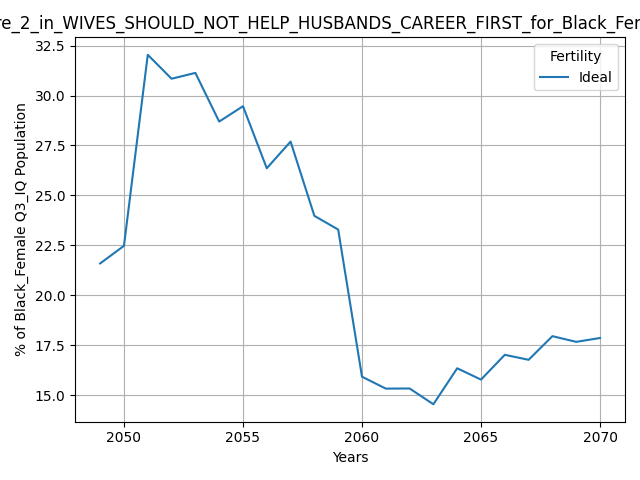 re_2_in_WIVES_SHOULD_NOT_HELP_HUSBANDS_CAREER_FIRST_for_Black_Fem
Fertility
Ideal
% of Black_Female Q3_IQ Population
32.5
30.0
27.5
25.0
22.5
20.0
17.5
15.0
2050 2055 2060 2065 2070
Years